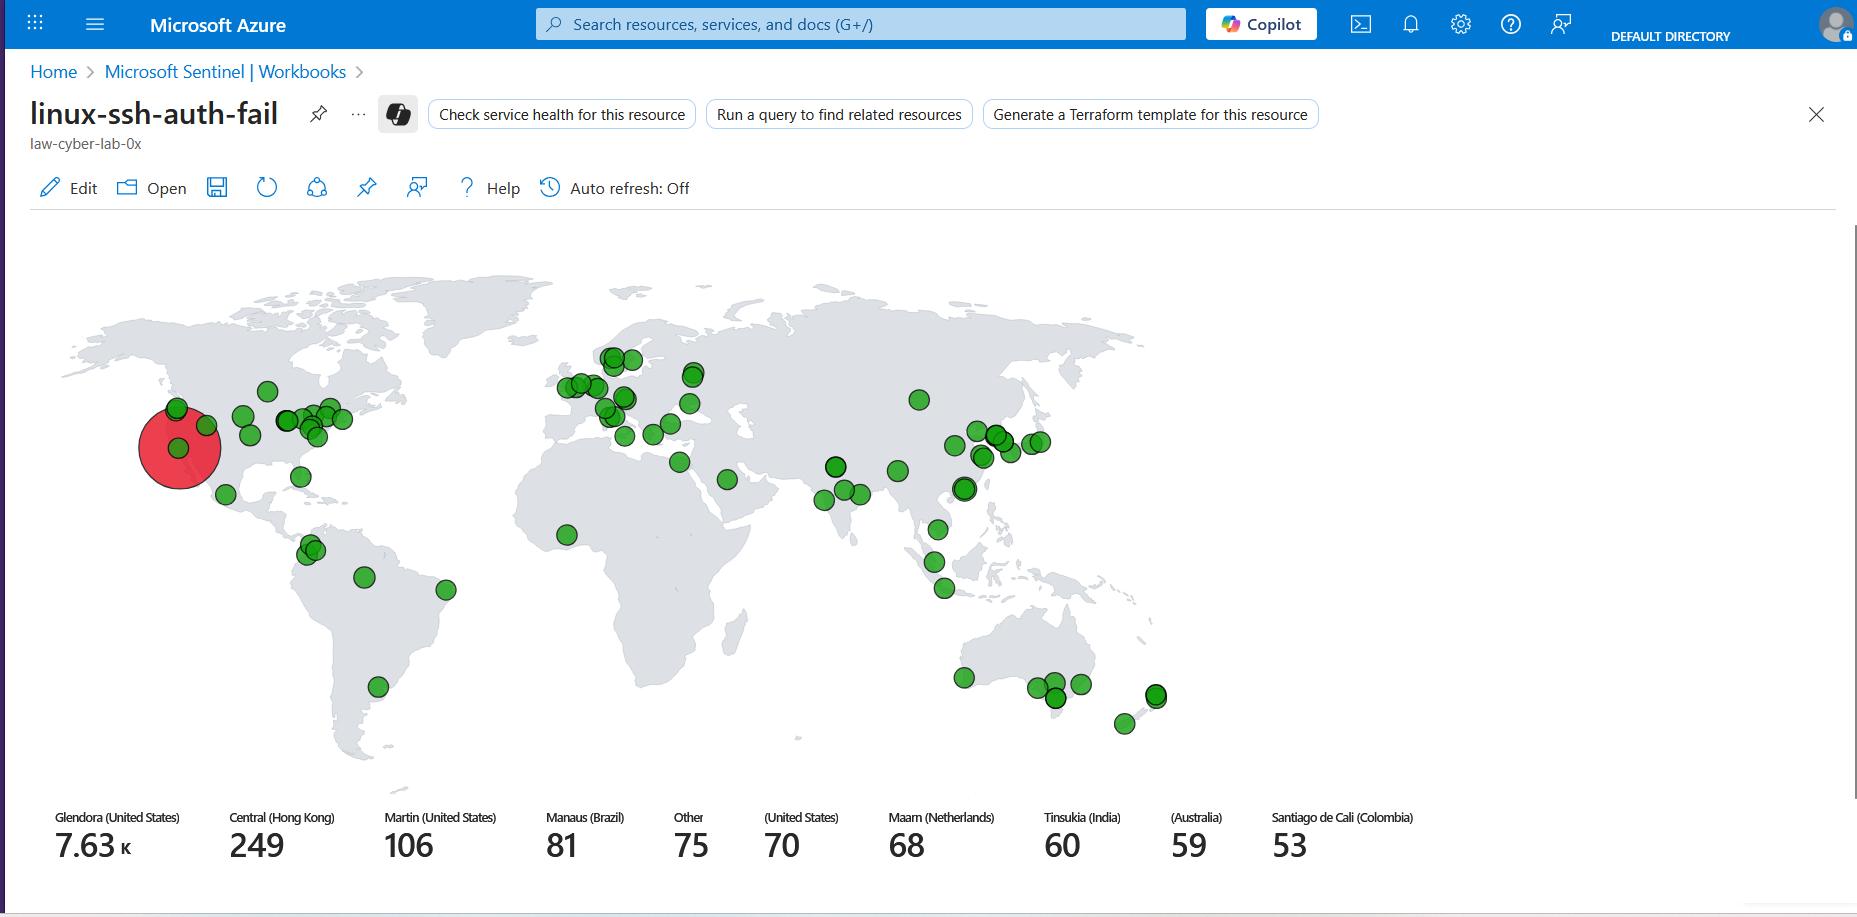 Microsoft Azure
Search resources, services, and docs (G+/)
Copilot
DEFAULT DIRECTORY
Home > Microsoft Sentinel | Workbooks >
linux-ssh-auth-fail
Check service health for this resource
Run a query to find related resources
Generate a Terraform template for this resource
law-cyber-lab-0x
Edit
Open
Help
Auto refresh: Off
Glendora (United States)
7.63 K
Central (Hong Kong)
249
Martin (United States)
106
Manaus (Brazil)
81
Other
75
(United States)
70
Maarn (Netherlands)
68
Tinsukia (India)
60
(Australia)
59
Santiago de Cali (Colombia)
53